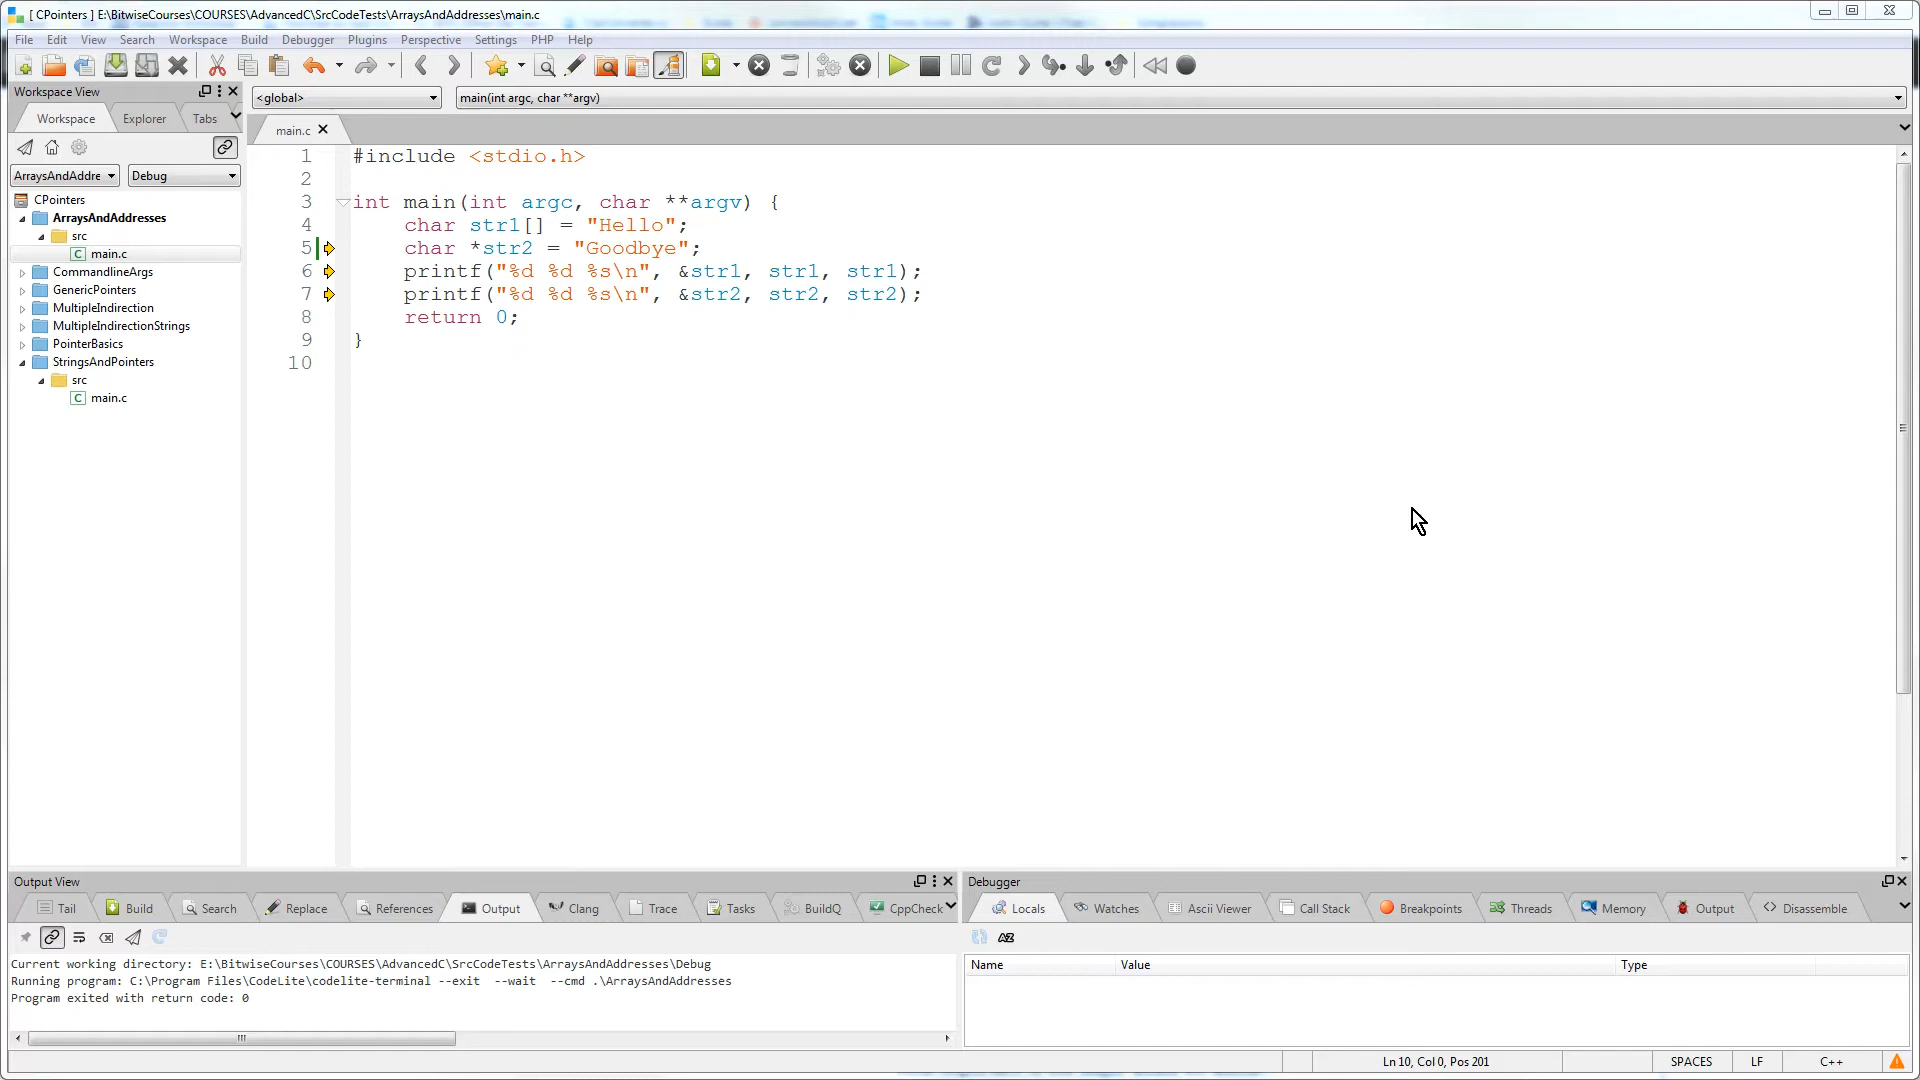 [ CPointers ] E:\BitwiseCourses\COURSES\AdvancedC\SrcCodeTests\ArraysAndAddresses\main.c
File Edit View Search Workspace Build Debugger Plugins Perspective Settings PHP Help
Workspace View
Workspace Explorer Tabs
ArraysAndAddre Debug
CPointers
ArraysAndAddresses
src
main.c
CommandlineArgs
GenericPointers
MultipleIndirection
MultipleIndirectionStrings
PointerBasics
StringsAndPointers
src
main.c
<global> main(int argc, char **argv)
main.c
1 #include <stdio.h>
2
3 int main(int argc, char **argv) {
4 char str1[] = "Hello";
5 char *str2 = "Goodbye";
6 printf("%d %d %s\n", &str1, str1, str1);
7 printf("%d %d %s\n", &str2, str2, str2);
8 return 0;
9 }
10
Output View
Tail Build Search Replace References Output Clang Trace Tasks BuildQ CppCheck
Current working directory: E:\BitwiseCourses\COURSES\AdvancedC\SrcCodeTests\ArraysAndAddresses\Debug
Running program: C:\Program Files\CodeLite\codelite-terminal --exit --wait --cmd .\ArraysAndAddresses
Program exited with return code: 0
Debugger
Locals Watches Ascii Viewer Call Stack Breakpoints Threads Memory Output Disassemble
AZ
Name Value Type
Ln 10, Col 0, Pos 201 SPACES LF C++